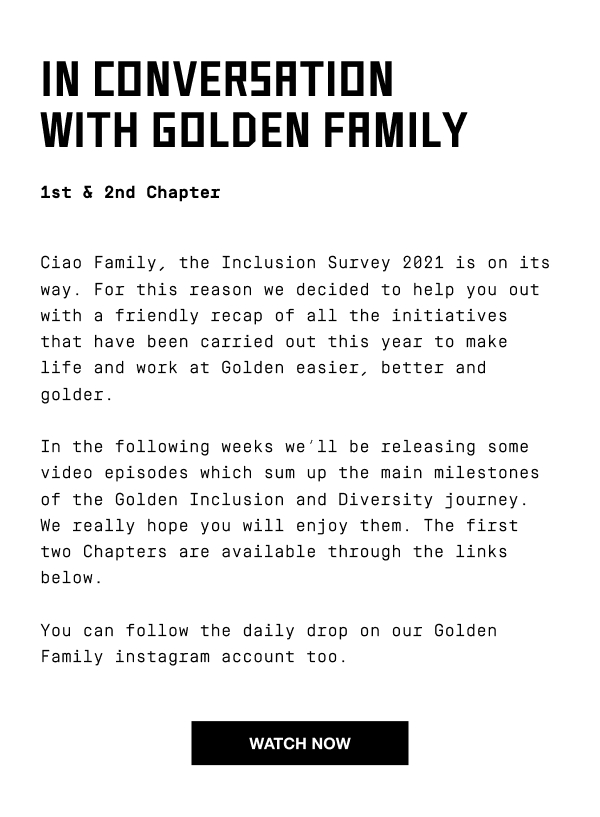 IN CONVERSATION
WITH GOLDEN FAMILY
1st & 2nd Chapter
Ciao Family, the Inclusion Survey 2021 is on its
way. For this reason we decided to help you out
with a friendly recap of all the initiatives
that have been carried out this year to make
life and work at Golden easier, better and
golder.
In the following weeks we'll be releasing some
video episodes which sum up the main milestones
of the Golden Inclusion and Diversity journey.
We really hope you will enjoy them. The first
two Chapters are available through the links
below.
You can follow the daily drop on our Golden
Family instagram account too.
WATCH NOW